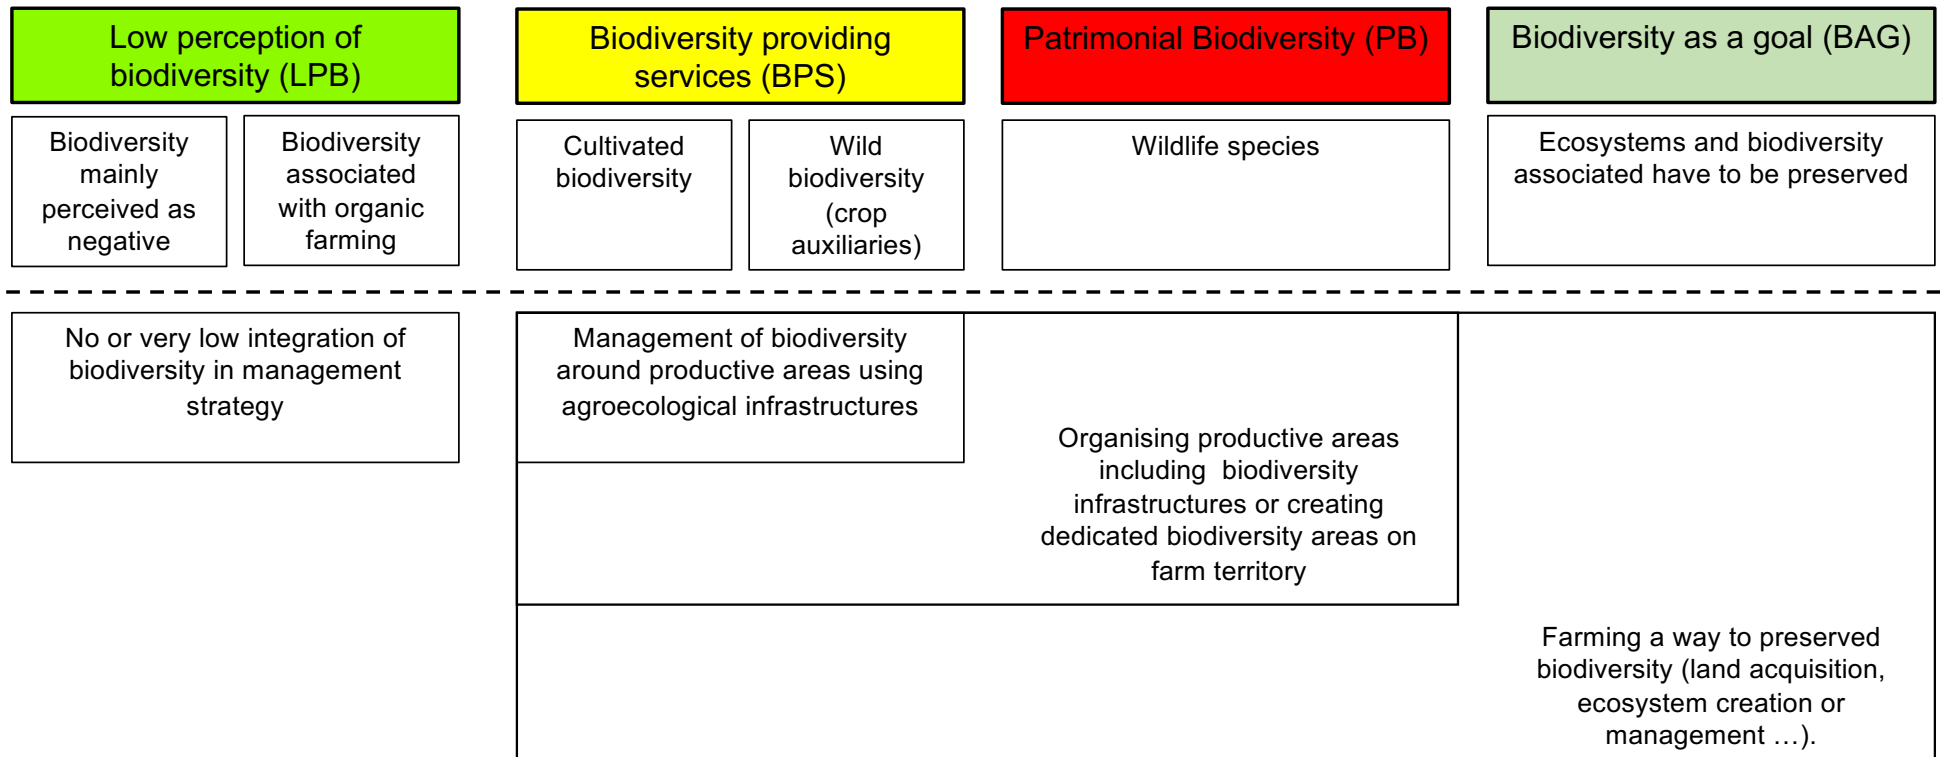 Low perception of
biodiversity (LPB)
Biodiversity providing
services (BPS)
Patrimonial Biodiversity (PB)
Biodiversity as a goal (BAG)
Biodiversity
mainly
perceived as
negative
Biodiversity
associated
with organic
farming
Cultivated
biodiversity
Wild
biodiversity
(crop
auxiliaries)
Wildlife species
Ecosystems and biodiversity
associated have to be preserved
No or very low integration of
biodiversity in management
strategy
Management of biodiversity
around productive areas using
agroecological infrastructures
Organising productive areas
including  biodiversity
infrastructures or creating
dedicated biodiversity areas on
farm territory
Farming a way to preserved
biodiversity (land acquisition,
ecosystem creation or
management …).